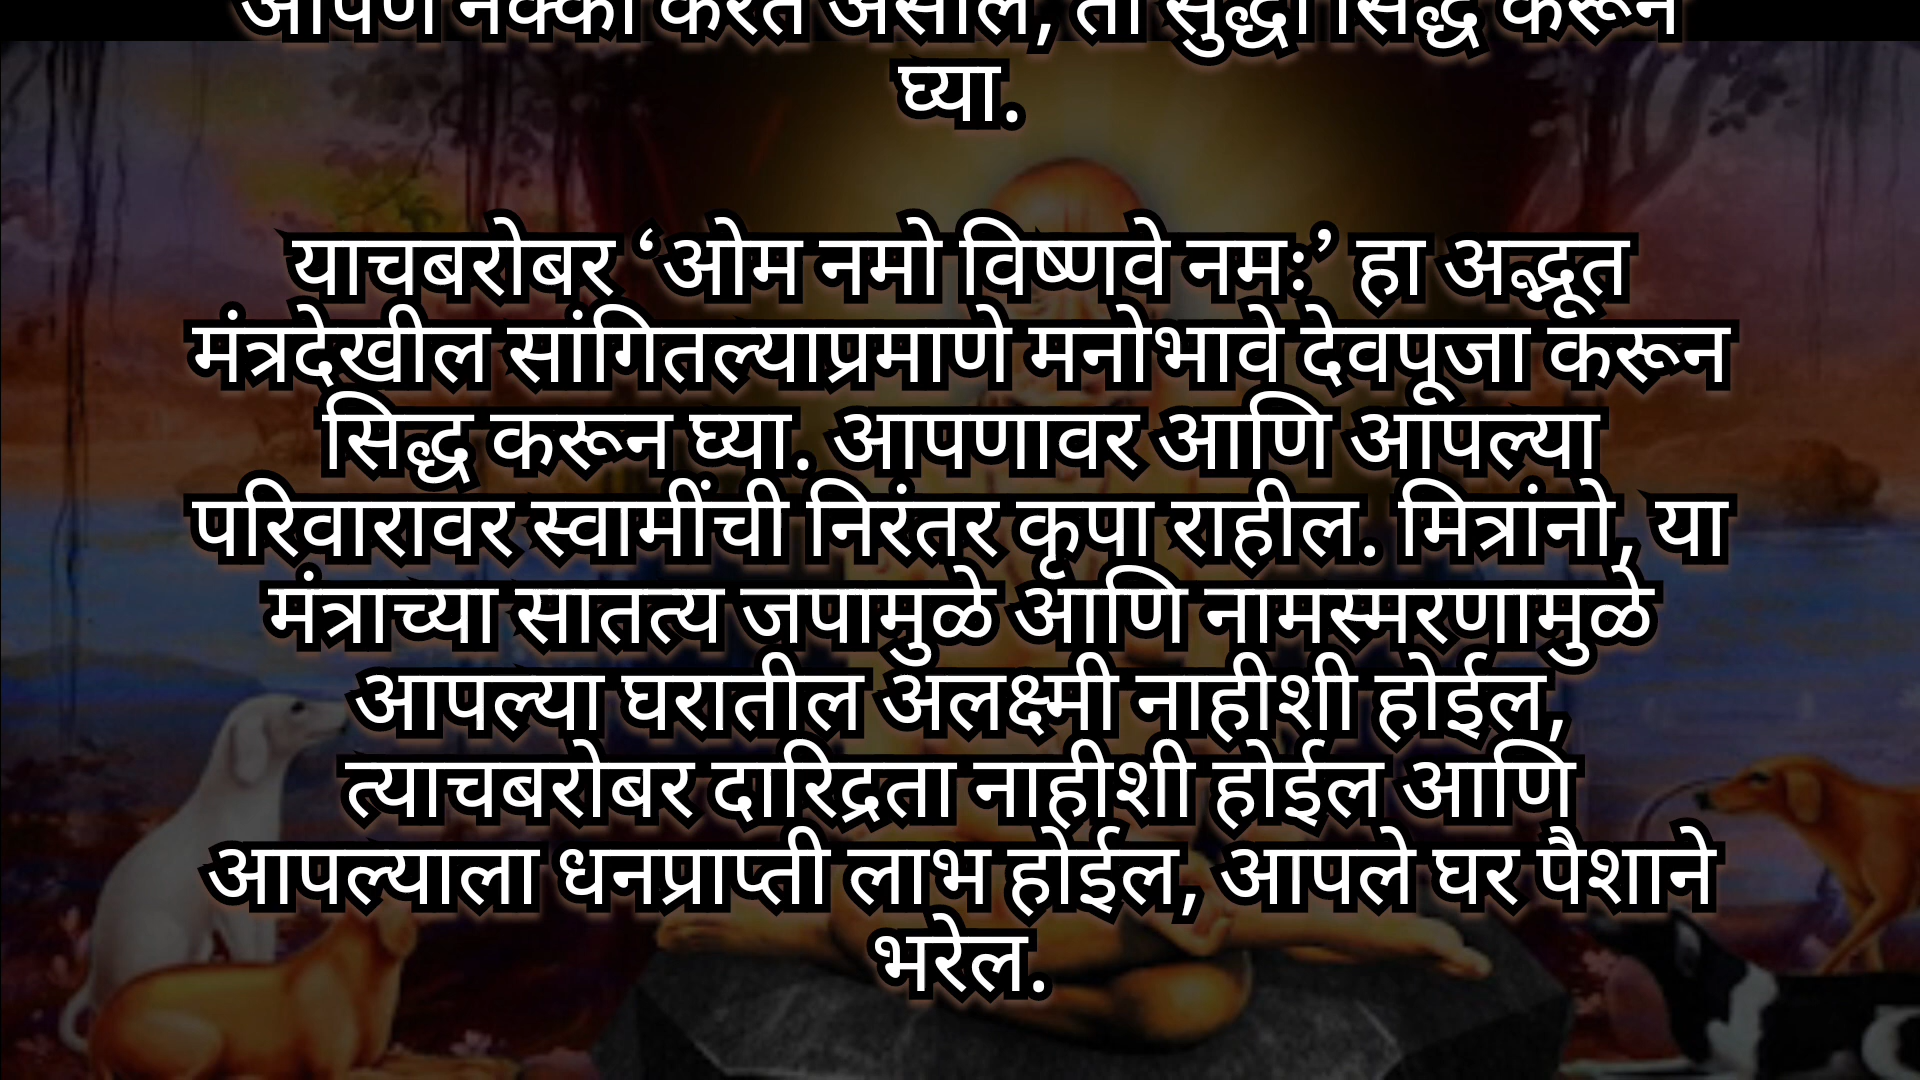 आपण नक्की करत असाल, तो सुद्धा सिद्ध करून
घ्या.
याचबरोबर ‘ओम नमो विष्णवे नमः’ हा अद्भूत
मंत्रदेखील सांगितल्याप्रमाणे मनोभावे देवपूजा करून
सिद्ध करून घ्या. आपणावर आणि आपल्या
परिवारावर स्वामींची निरंतर कृपा राहील. मित्रांनो, या
मंत्राच्या सातत्य जपामुळे आणि नामस्मरणामुळे
आपल्या घरातील अलक्ष्मी नाहीशी होईल,
त्याचबरोबर दारिद्रता नाहीशी होईल आणि
आपल्याला धनप्राप्ती लाभ होईल, आपले घर पैशाने
भरेल.